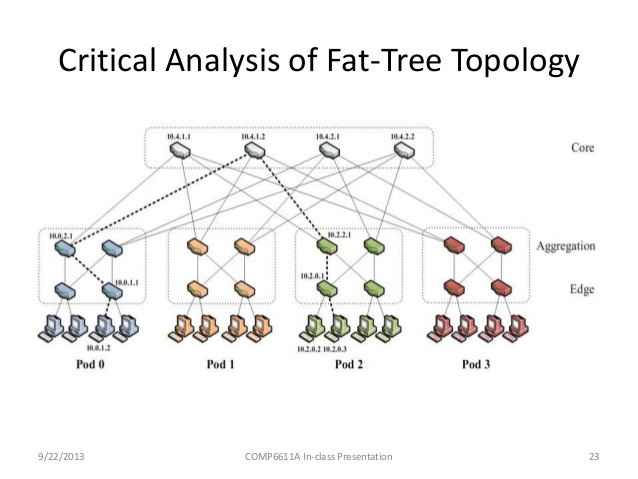 Critical Analysis of Fat-Tree Topology
10.4.1.1
10.4.1.2
10.4.2.1
10.4.2.2
Core
10.0.2.1
10.2.2.1
Aggregation
10.0.1.1
10.2.0.1
Edge
10.0.1.2
10.2.0.2 10.2.0.3
Pod 0
Pod 1
Pod 2
Pod 3
9/22/2013
COMP6611A In-class Presentation
23